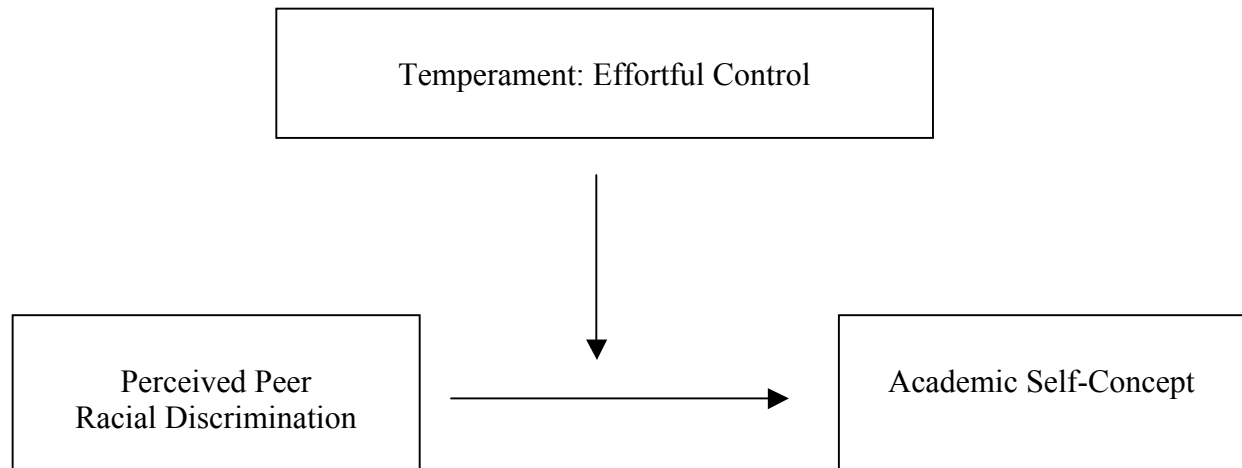 Temperament: Effortful Control
Perceived Peer
Racial Discrimination
Academic Self-Concept